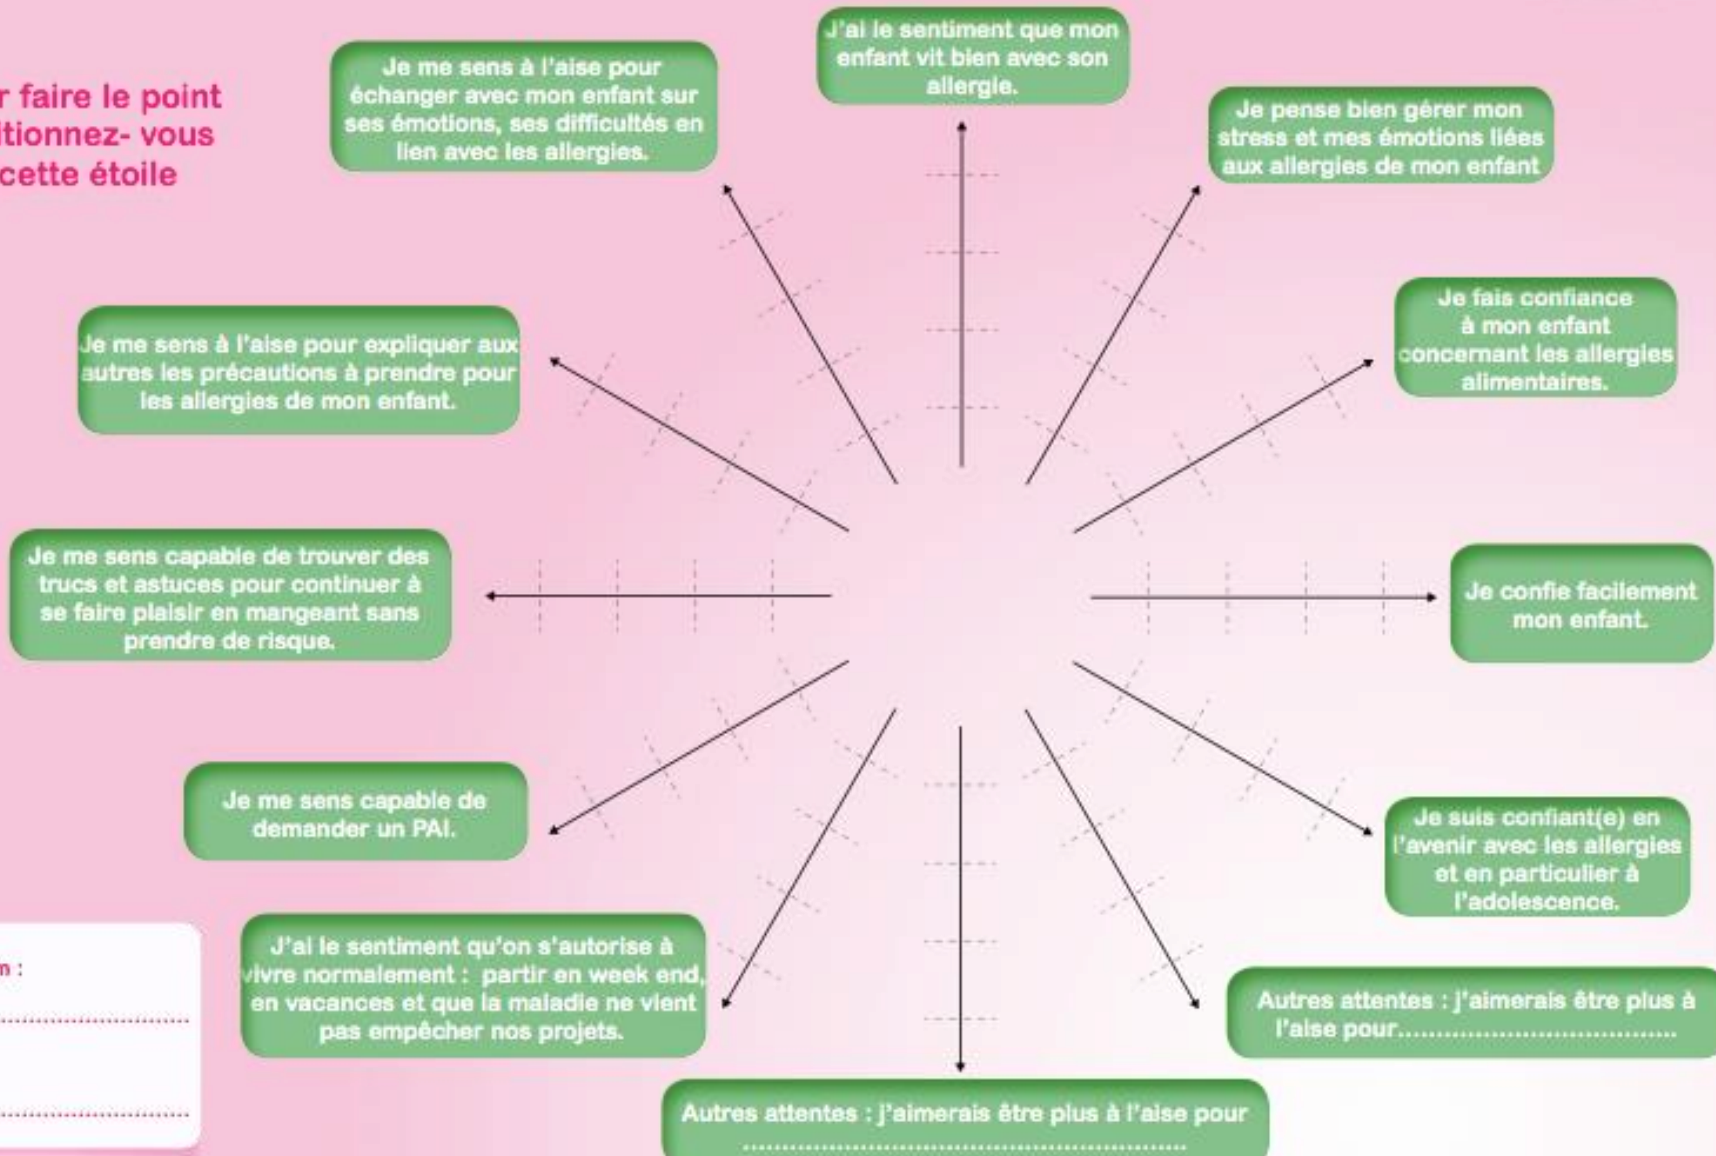 r faire le point
itionnez- vous
cette étoile
J'ai le sentiment que mon
enfant vit bien avec son
allergie.
Je me sens à l'aise pour
échanger avec mon enfant sur
ses émotions, ses difficultés en
lien avec les allergies.
Je pense bien gérer mon
stress et mes émotions liées
aux allergies de mon enfant
Je me sens à l'aise pour expliquer aux
autres les précautions à prendre pour
les allergies de mon enfant.
Je fais confiance
à mon enfant
concernant les allergies
alimentaires.
Je me sens capable de trouver des
trucs et astuces pour continuer à
se faire plaisir en mangeant sans
prendre de risque.
Je confie facilement
mon enfant.
Je me sens capable de
demander un PAI.
Je suis confiant(e) en
l'avenir avec les allergies
et en particulier à
l'adolescence.
J'ai le sentiment qu'on s'autorise à
vivre normalement : partir en week end,
en vacances et que la maladie ne vient
pas empêcher nos projets.
Autres attentes : j'aimerais être plus à
l'aise pour....................................
Autres attentes : j'aimerais être plus à l'aise pour
.........................................................
n :
..............................
..............................